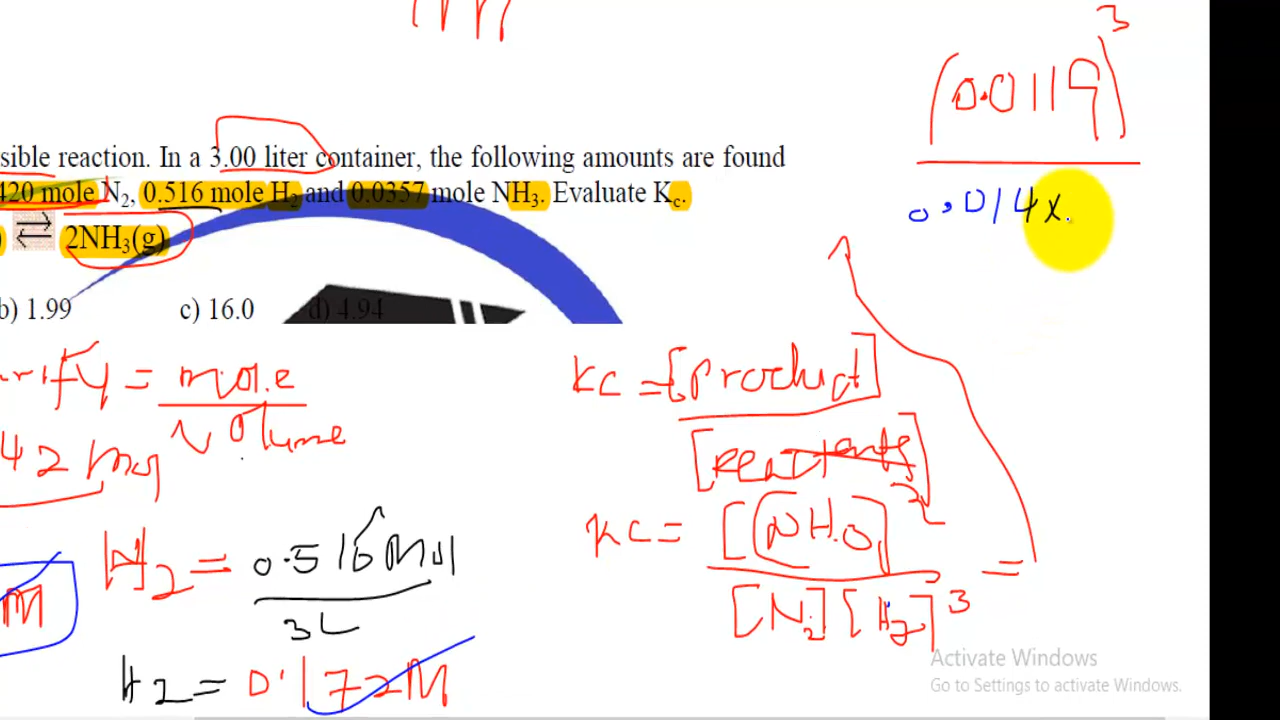 (0.0119)³
0.014x.
sible reaction. In a 3.00 liter container, the following amounts are found
420 mole N₂, 0.516 mole H₂ and 0.0357 mole NH₃. Evaluate K꜀.
) ⇄ 2NH₃(g)
b) 1.99 c) 16.0 d) 4.94
= mole
volume
42 mol
M
H₂ = 0.516 mol
3L
H2 = 0.172M
KC = [product]
[reactants]
KC = ]²
[N₂] [H₂]³ =
Activate Windows
Go to Settings to activate Windows.